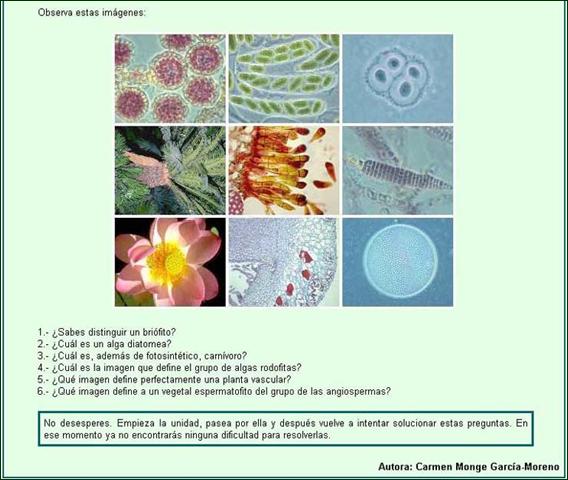 Observa estas imágenes:
1.- ¿Sabes distinguir un briófito?
2.- ¿Cuál es un alga diatomea?
3.- ¿Cuál es, además de fotosintético, carnívoro?
4.- ¿Cuál es la imagen que define el grupo de algas rodofitas?
5.- ¿Qué imagen define perfectamente una planta vascular?
6.- ¿Qué imagen define a un vegetal espermatofito del grupo de las angiospermas?
No desesperes. Empieza la unidad, pasea por ella y después vuelve a intentar solucionar estas preguntas. En
ese momento ya no encontrarás ninguna dificultad para resolverlas.
Autora: Carmen Monge García-Moreno